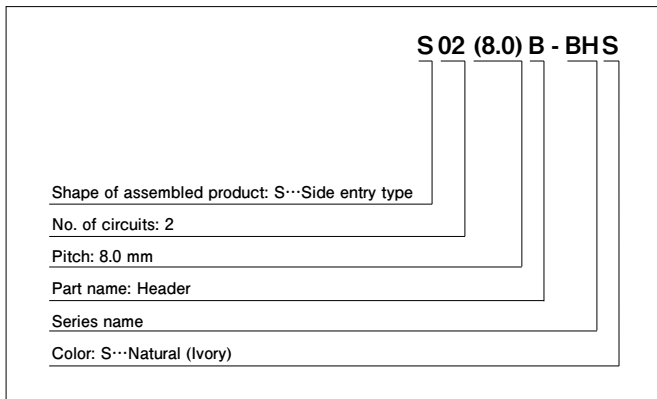 S 02 (8.0) B - BH S
Shape of assembled product: S⋯Side entry type
No. of circuits: 2
Pitch: 8.0 mm
Part name: Header
Series name
Color: S⋯Natural (Ivory)